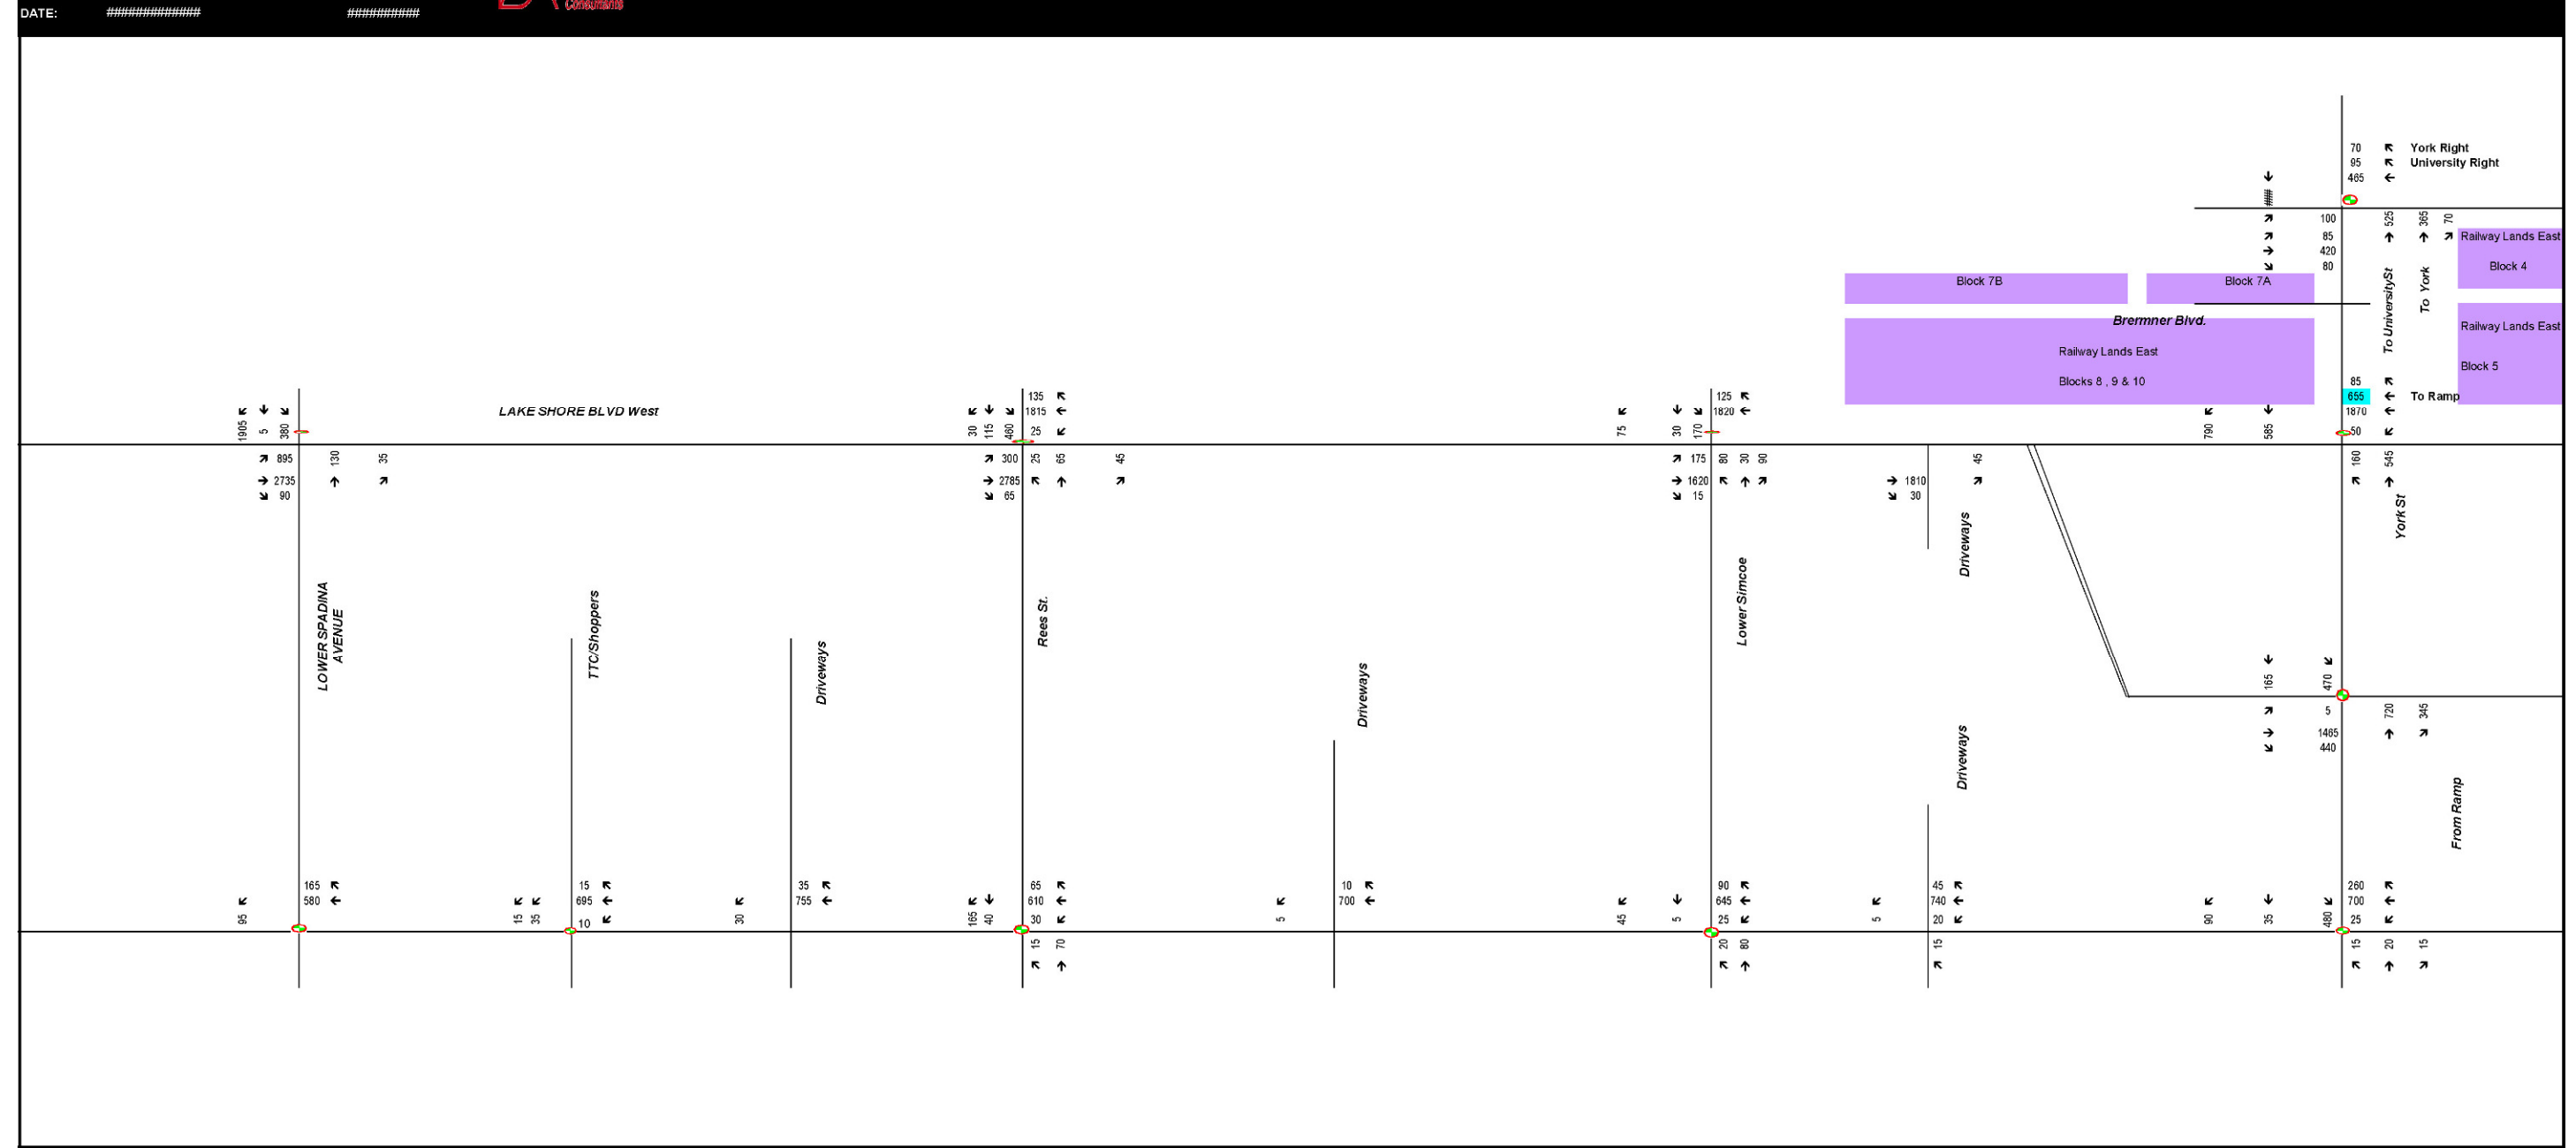 DATE: ############# ##########
Consultants
70 York Right
95 University Right
465
####
100 525 365 70
85 Railway Lands East
420
80 Block 4
To UniversitySt
To York
Block 7B Block 7A
Bremner Blvd.
Railway Lands East
Railway Lands East
Block 5
Blocks 8 , 9 & 10
85
135 125 655 To Ramp
LAKE SHORE BLVD West
1815 1820 1870
1905 5 380 30 115 460 25 75 30 170 790 585 50
895 130 35 300 25 65 45 175 80 30 90 45 160 545
2735 2785 1620 1810
90 65 15 30
York St
Driveways
LOWER SPADINA
AVENUE
TTC/Shoppers
Driveways
Rees St.
Driveways
Lower Simcoe
165 470
5 720 345
1465
440
Driveways
From Ramp
165 15 35 65 10 90 45 260
580 695 755 610 700 645 740 700
95 15 35 10 30 165 40 30 5 45 5 25 5 20 90 35 480 25
15 70 20 80 15 15 20 15